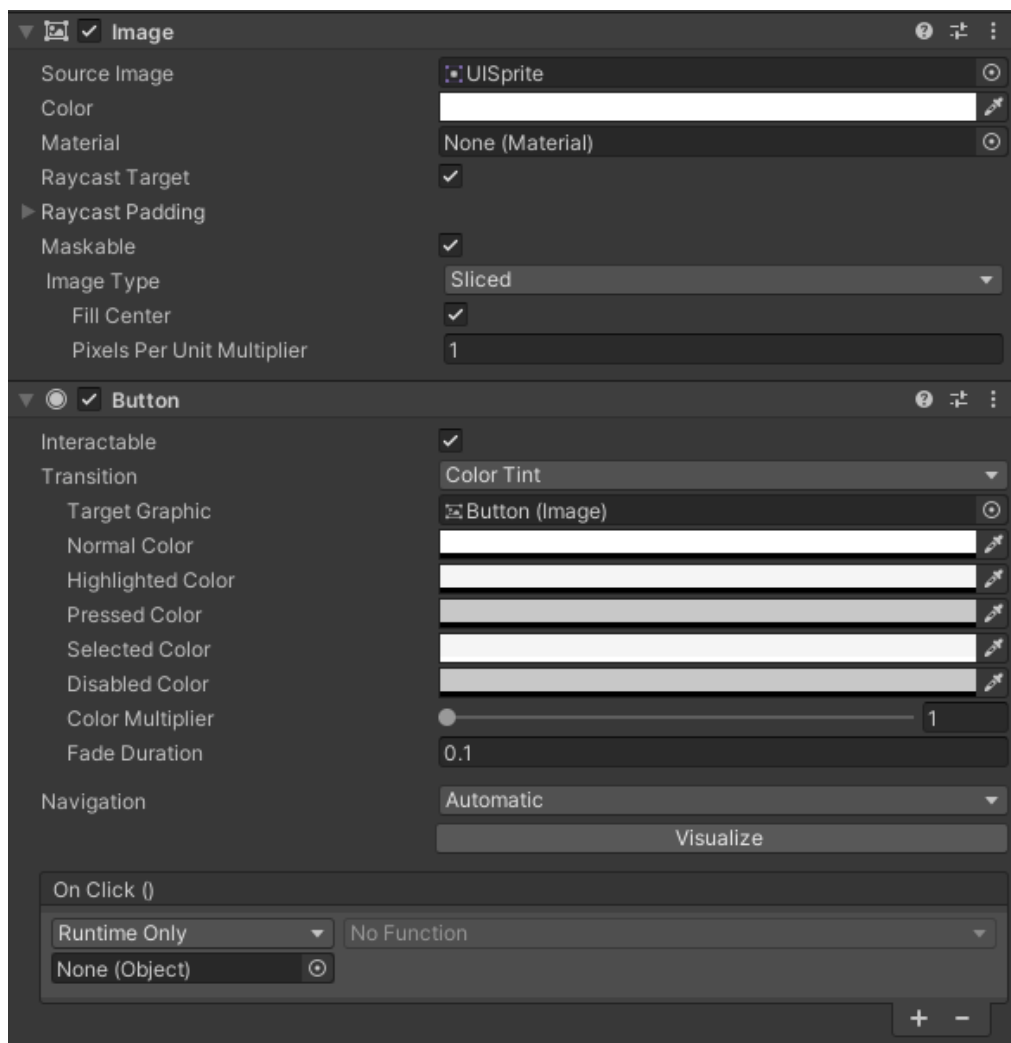 Image
Source Image UISprite
Color
Material None (Material)
Raycast Target
Raycast Padding
Maskable
Image Type Sliced
Fill Center
Pixels Per Unit Multiplier 1
Button
Interactable
Transition Color Tint
Target Graphic Button (Image)
Normal Color
Highlighted Color
Pressed Color
Selected Color
Disabled Color
Color Multiplier 1
Fade Duration 0.1
Navigation Automatic
Visualize
On Click ()
Runtime Only No Function
None (Object)